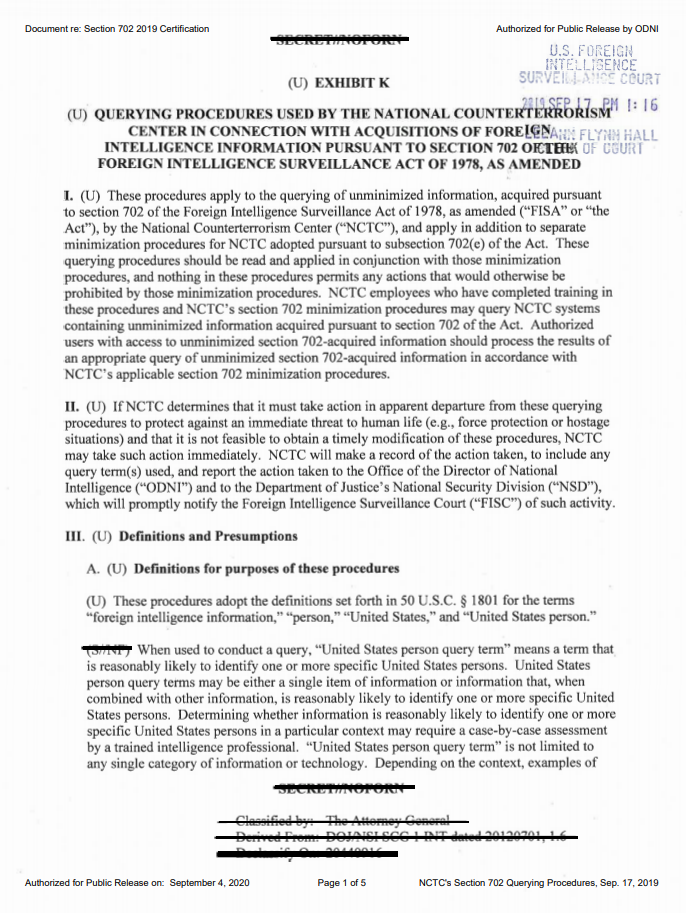 Document re: Section 702 2019 Certification Authorized for Public Release by ODNI
SECRET//NOFORN
U.S. FOREIGN
INTELLIGENCE
SURVEILLANCE COURT
(U) EXHIBIT K
2019 SEP 17 PM 1:16
(U) QUERYING PROCEDURES USED BY THE NATIONAL COUNTERTERRORISM
CENTER IN CONNECTION WITH ACQUISITIONS OF FOREIGN
LEEANN FLYNN HALL
INTELLIGENCE INFORMATION PURSUANT TO SECTION 702 OF THE
CLERK OF COURT
FOREIGN INTELLIGENCE SURVEILLANCE ACT OF 1978, AS AMENDED
I. (U) These procedures apply to the querying of unminimized information, acquired pursuant
to section 702 of the Foreign Intelligence Surveillance Act of 1978, as amended (“FISA” or “the
Act”), by the National Counterterrorism Center (“NCTC”), and apply in addition to separate
minimization procedures for NCTC adopted pursuant to subsection 702(e) of the Act. These
querying procedures should be read and applied in conjunction with those minimization
procedures, and nothing in these procedures permits any actions that would otherwise be
prohibited by those minimization procedures. NCTC employees who have completed training in
these procedures and NCTC’s section 702 minimization procedures may query NCTC systems
containing unminimized information acquired pursuant to section 702 of the Act. Authorized
users with access to unminimized section 702-acquired information should process the results of
an appropriate query of unminimized section 702-acquired information in accordance with
NCTC’s applicable section 702 minimization procedures.
II. (U) If NCTC determines that it must take action in apparent departure from these querying
procedures to protect against an immediate threat to human life (e.g., force protection or hostage
situations) and that it is not feasible to obtain a timely modification of these procedures, NCTC
may take such action immediately. NCTC will make a record of the action taken, to include any
query term(s) used, and report the action taken to the Office of the Director of National
Intelligence (“ODNI”) and to the Department of Justice’s National Security Division (“NSD”),
which will promptly notify the Foreign Intelligence Surveillance Court (“FISC”) of such activity.
III. (U) Definitions and Presumptions
A. (U) Definitions for purposes of these procedures
(U) These procedures adopt the definitions set forth in 50 U.S.C. § 1801 for the terms
“foreign intelligence information,” “person,” “United States,” and “United States person.”
(S//NF) When used to conduct a query, “United States person query term” means a term that
is reasonably likely to identify one or more specific United States persons. United States
person query terms may be either a single item of information or information that, when
combined with other information, is reasonably likely to identify one or more specific United
States persons. Determining whether information is reasonably likely to identify one or more
specific United States persons in a particular context may require a case-by-case assessment
by a trained intelligence professional. “United States person query term” is not limited to
any single category of information or technology. Depending on the context, examples of
SECRET//NOFORN
Classified by: The Attorney General
Derived From: DOJ/NSI SCG-1 INT dated 20120701, 1.6
Declassify On:
Authorized for Public Release on: September 4, 2020 Page 1 of 5 NCTC's Section 702 Querying Procedures, Sep. 17, 2019